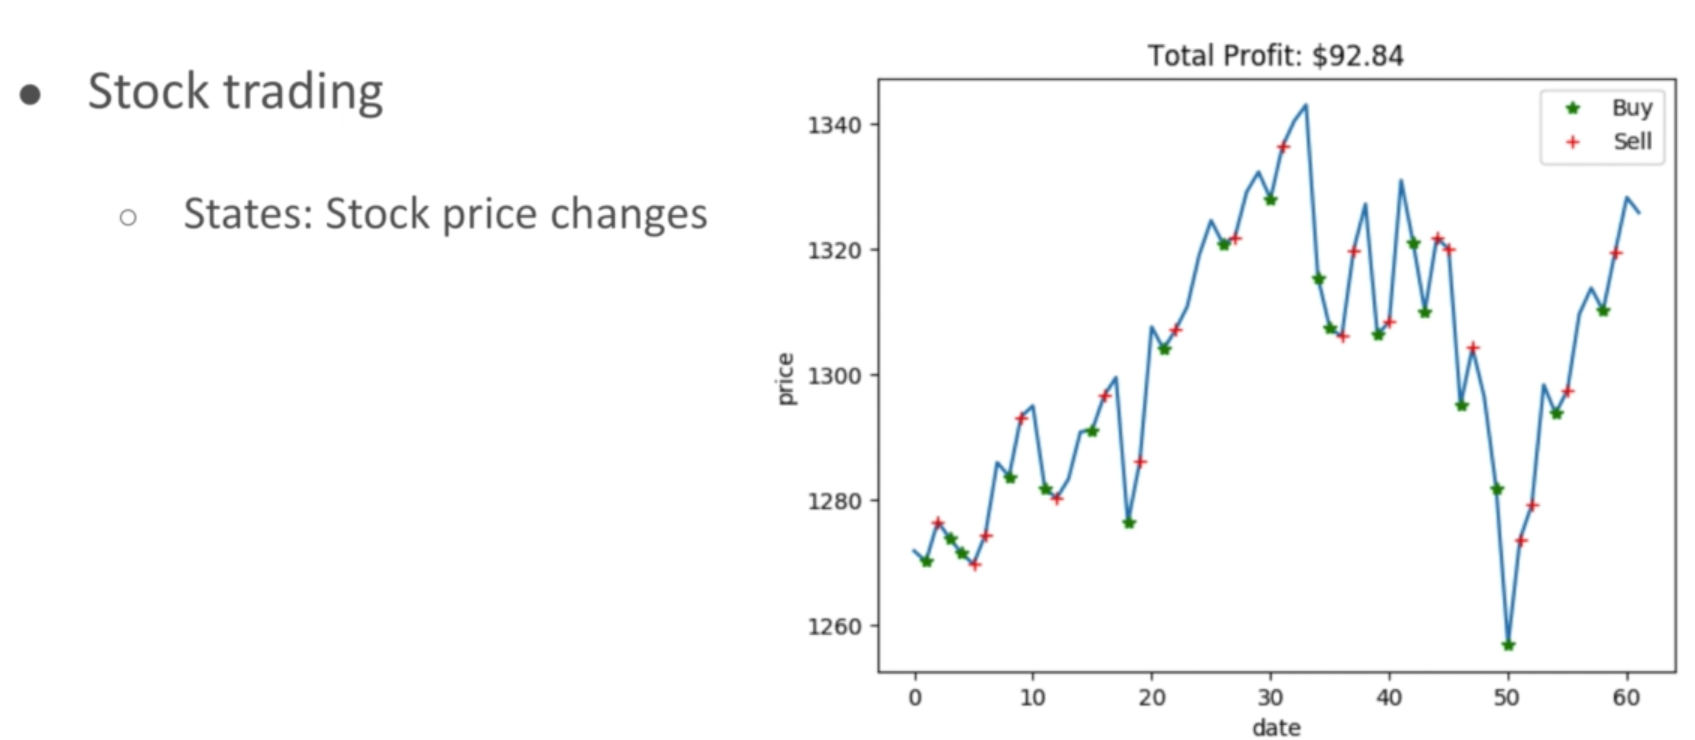 ● Stock trading
○ States: Stock price changes
Total Profit: $92.84
Buy
Sell
1340
1320
1300
1280
1260
price
0 10 20 30 40 50 60
date